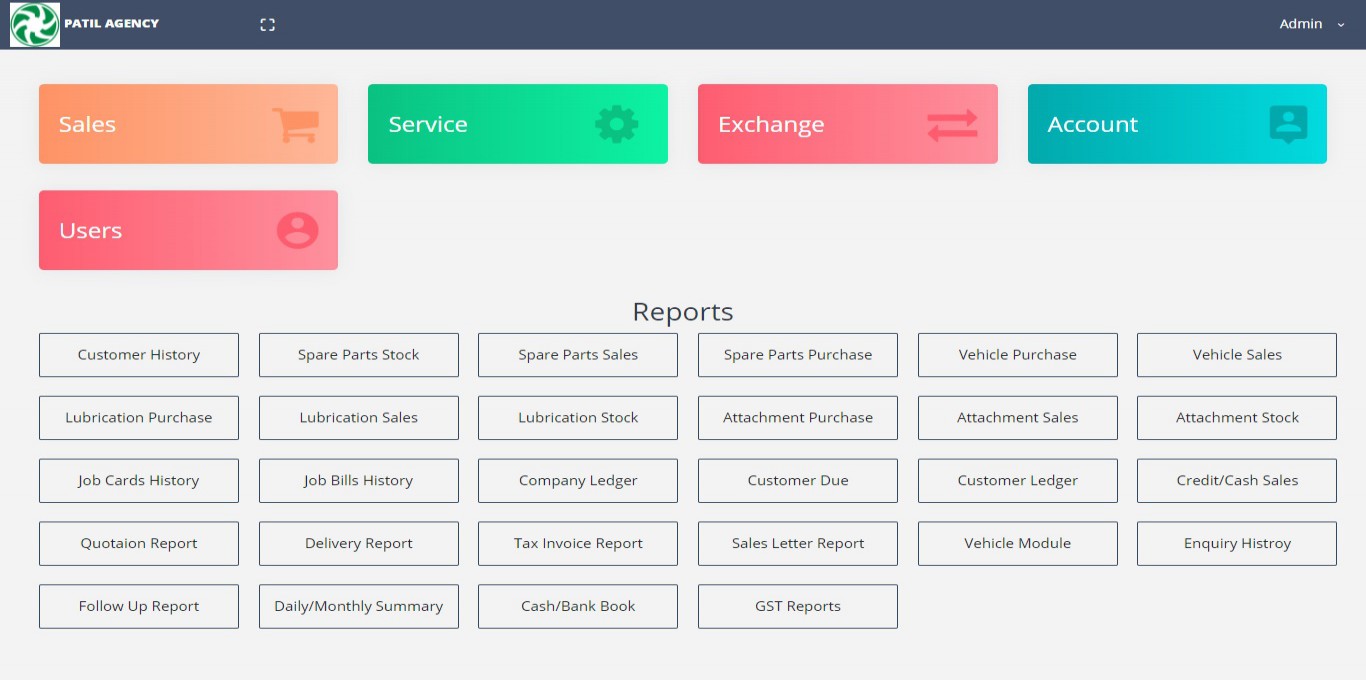 PATIL AGENCY
Admin
Sales
Service
Exchange
Account
Users
Reports
Customer History
Spare Parts Stock
Spare Parts Sales
Spare Parts Purchase
Vehicle Purchase
Vehicle Sales
Lubrication Purchase
Lubrication Sales
Lubrication Stock
Attachment Purchase
Attachment Sales
Attachment Stock
Job Cards History
Job Bills History
Company Ledger
Customer Due
Customer Ledger
Credit/Cash Sales
Quotaion Report
Delivery Report
Tax Invoice Report
Sales Letter Report
Vehicle Module
Enquiry Histroy
Follow Up Report
Daily/Monthly Summary
Cash/Bank Book
GST Reports